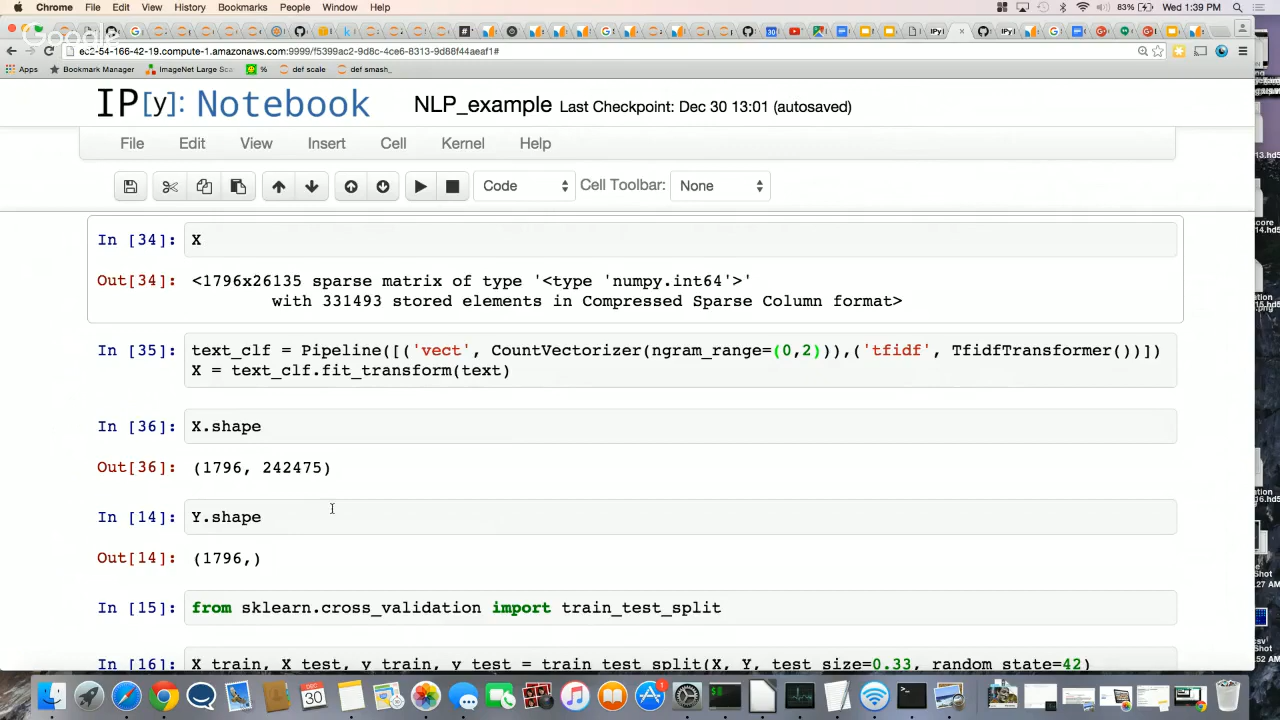 Chrome File Edit View History Bookmarks People Window Help 83% Wed 1:39 PM
Google
ec2-54-166-42-19.compute-1.amazonaws.com:9999/f5399ac2-9d8c-4ce6-8313-9d88f44aeaf1#
Apps Bookmark Manager ImageNet Large Sca % def scale def smash_
IP[y]: Notebook NLP_example Last Checkpoint: Dec 30 13:01 (autosaved)
File Edit View Insert Cell Kernel Help
Code Cell Toolbar: None
In [34]: X
Out[34]: <1796x26135 sparse matrix of type '<type 'numpy.int64'>'
with 331493 stored elements in Compressed Sparse Column format>
In [35]: text_clf = Pipeline([('vect', CountVectorizer(ngram_range=(0,2))),('tfidf', TfidfTransformer())])
X = text_clf.fit_transform(text)
In [36]: X.shape
Out[36]: (1796, 242475)
In [14]: Y.shape
Out[14]: (1796,)
In [15]: from sklearn.cross_validation import train_test_split
In [16]: X_train, X_test, y_train, y_test = train_test_split(X, Y, test_size=0.33, random_state=42)